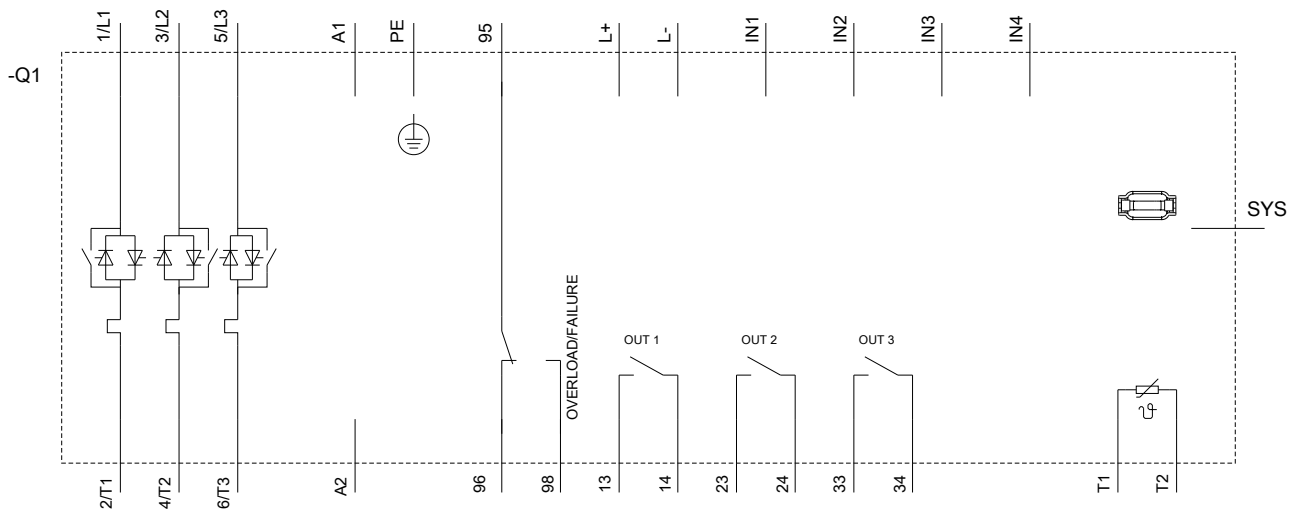 1/L1
3/L2
5/L3
A1
PE
95
L+
L-
IN1
IN2
IN3
IN4
-Q1
SYS
OVERLOAD/FAILURE
OUT 1
OUT 2
OUT 3
ϑ
2/T1
4/T2
6/T3
A2
96
98
13
14
23
24
33
34
T1
T2